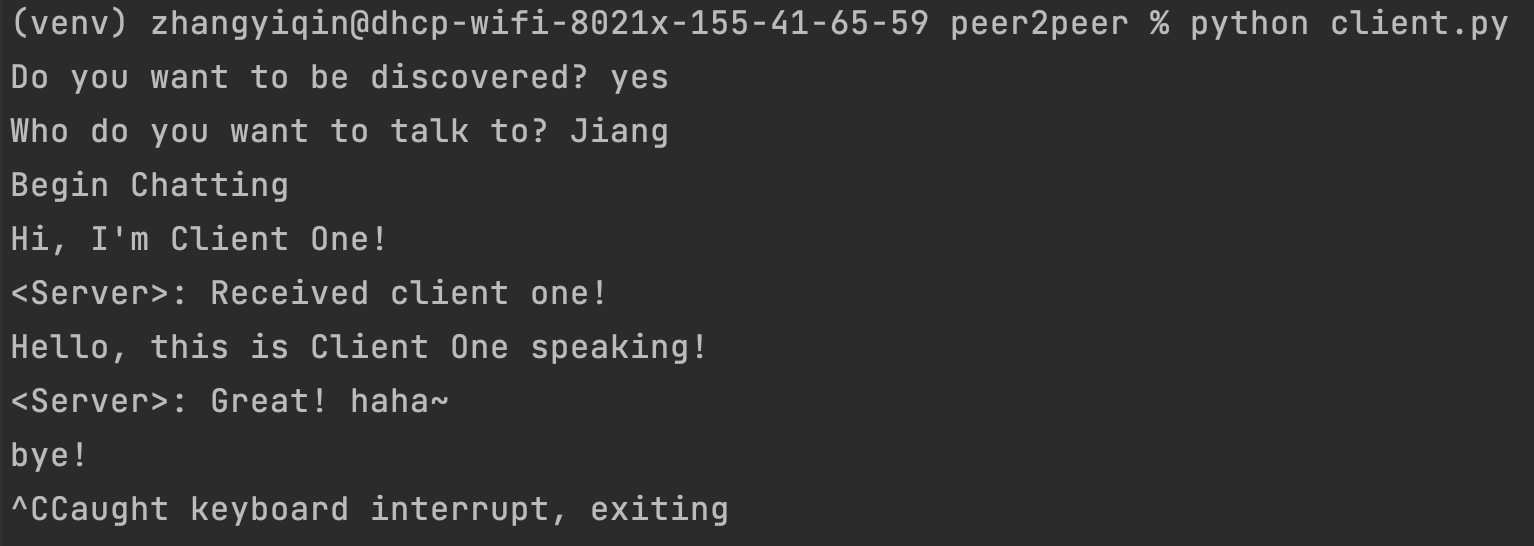 (venv) zhangyiqin@dhcp-wifi-8021x-155-41-65-59 peer2peer % python client.py
Do you want to be discovered? yes
Who do you want to talk to? Jiang
Begin Chatting
Hi, I'm Client One!
<Server>: Received client one!
Hello, this is Client One speaking!
<Server>: Great! haha~
bye!
^CCaught keyboard interrupt, exiting